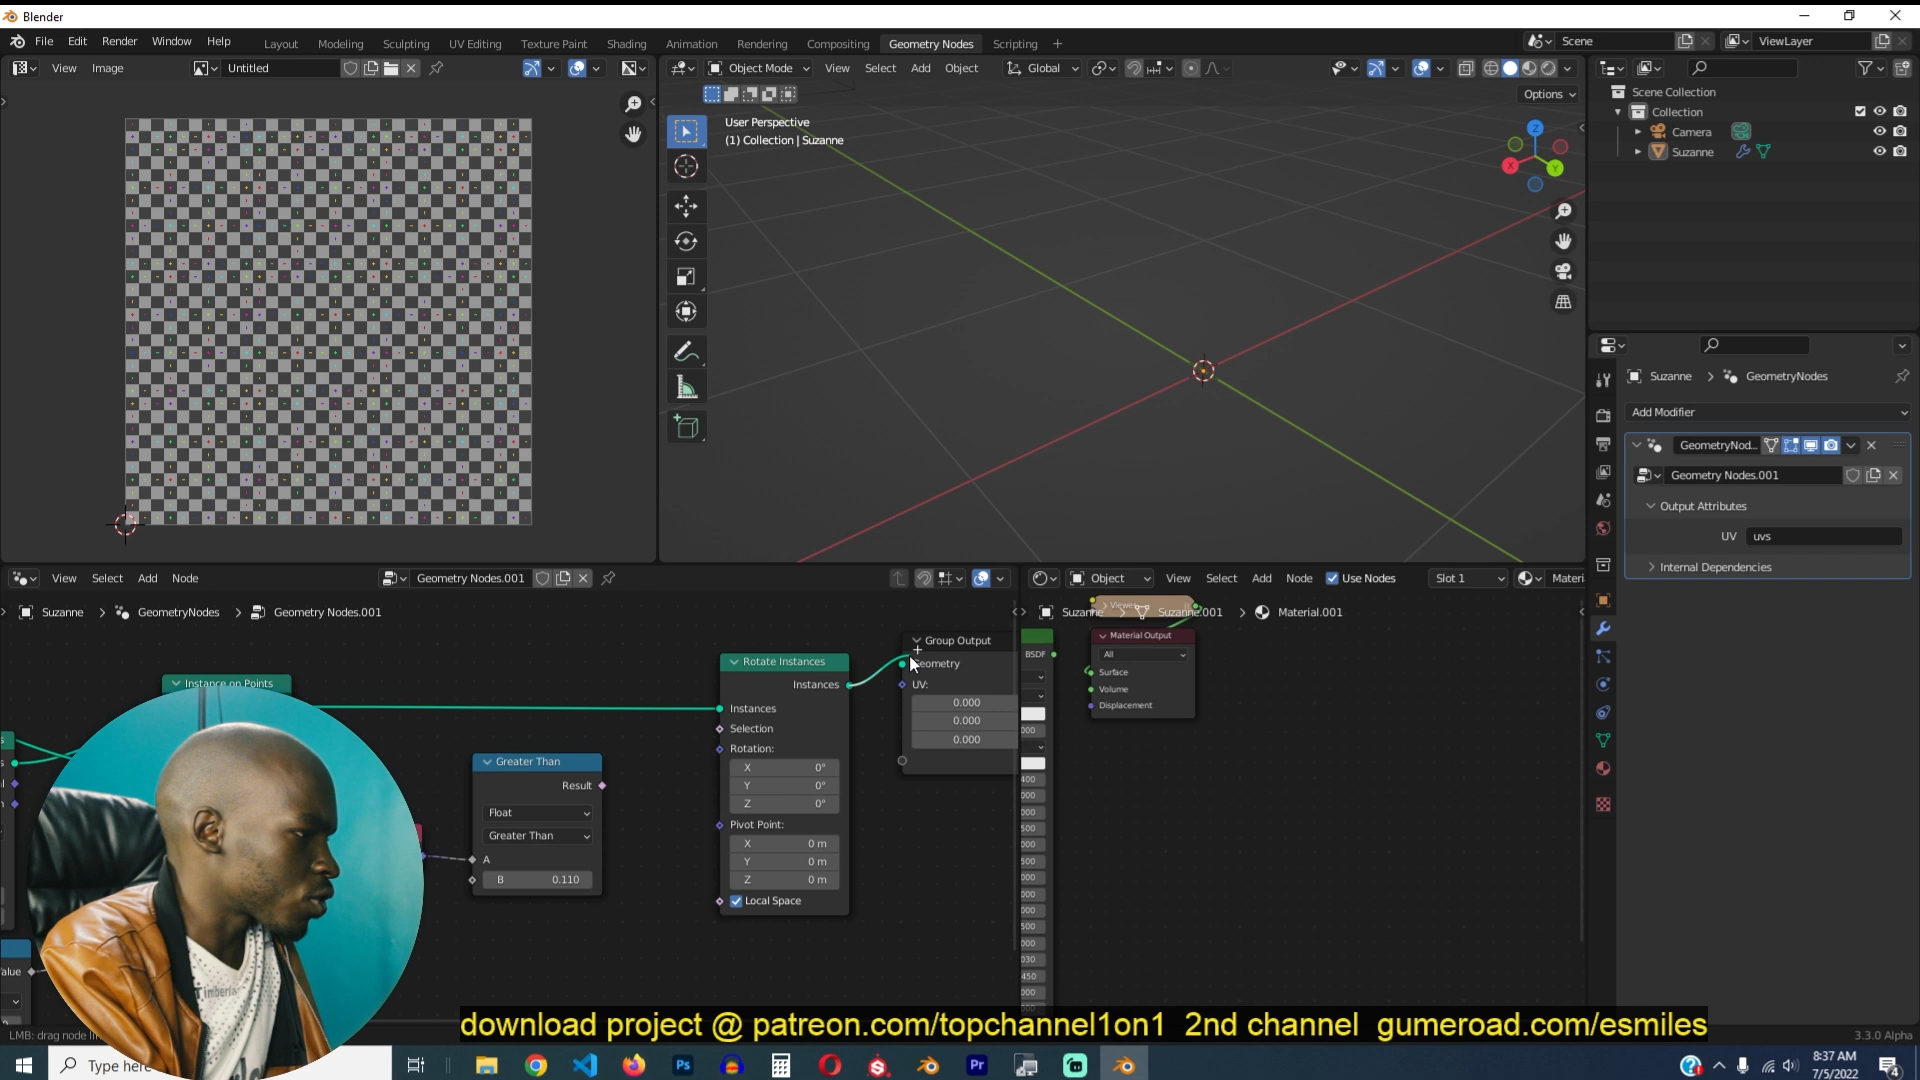 Blender
File Edit Render Window Help
Layout Modeling Sculpting UV Editing Texture Paint Shading Animation Rendering Compositing Geometry Nodes Scripting
Scene
ViewLayer
View Image
Untitled
Object Mode View Select Add Object
Global
Options
User Perspective
(1) Collection | Suzanne
Z
X
Y
Scene Collection
Collection
Camera
Suzanne
Suzanne > GeometryNodes
Add Modifier
GeometryNod...
Geometry Nodes.001
Output Attributes
UV uvs
Internal Dependencies
View Select Add Node
Geometry Nodes.001
Suzanne > GeometryNodes > Geometry Nodes.001
Instance on Points
Greater Than
Result
Float
Greater Than
A
B 0.110
Rotate Instances
Instances
Instances
Selection
Rotation:
X 0°
Y 0°
Z 0°
Pivot Point:
X 0 m
Y 0 m
Z 0 m
Local Space
Group Output
Geometry
UV:
0.000
0.000
0.000
Object View Select Add Node Use Nodes Slot 1 Materi
Suzanne > Suzanne.001 > Material.001
BSDF
Material Output
All
Surface
Volume
Displacement
LMB: drag node li
download project @ patreon.com/topchannel1on1 2nd channel gumeroad.com/esmiles
3.3.0 Alpha
Type here
8:37 AM
7/5/2022